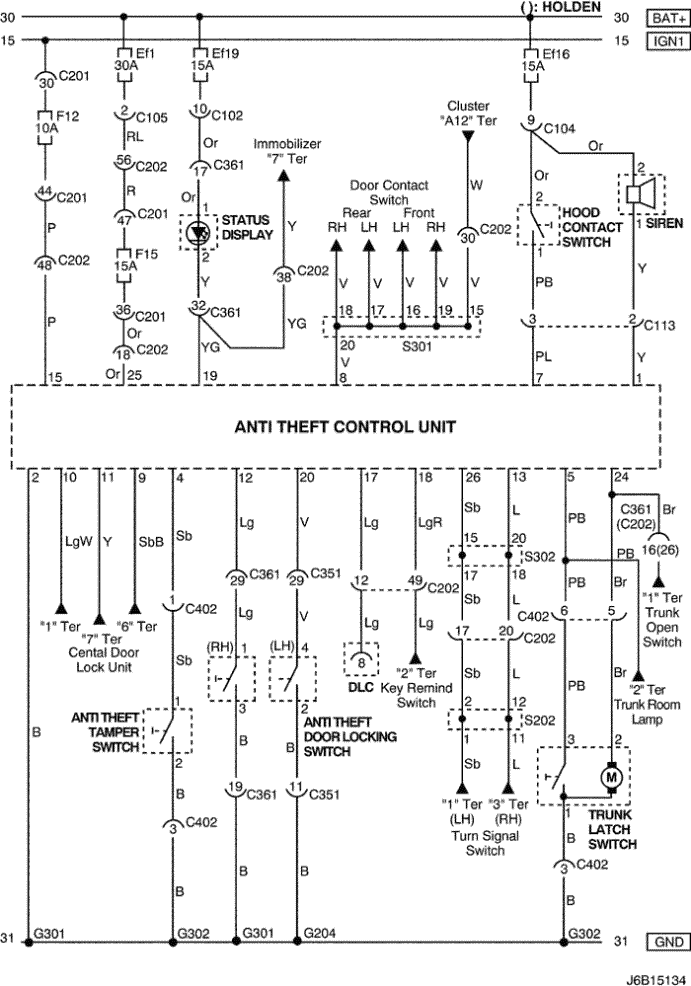 ( ): HOLDEN
30 30 BAT+
15 15 IGN1
Ef1 Ef19 Ef16
30A 15A 15A
30 C201
2 C105 10 C102
Cluster
"A12" Ter
9 C104
F12
10A
RL Or Or
Immobilizer
"7" Ter
56 C202 17 C361
Or W 2 2
44 C201
R Or 1
Door Contact
Switch
Rear Front
RH LH LH RH
47 C201
STATUS
DISPLAY
HOOD
CONTACT
SWITCH
SIREN
P Y 30 C202
1 1
F15
15A
2
48 C202
38 C202
Y V V V V V PB Y
36 C201 32 C361
18 17 16 19 15
3 2 C113
P Or YG YG
S301
18 C202
20
V
PL Y
Or
15 25 19 8 7 1
ANTI THEFT CONTROL UNIT
2 10 11 9 4 12 20 17 18 26 13 5 24
Sb L
C361
(C202)
Br
LgW Y SbB Sb Lg V Lg LgR PB
15 20
16(26)
S302
PB
29 C361 29 C351
12 49 C202
17 18
PB Br
1 C402
Sb L
C402 6 5
"1" Ter
Trunk
Open
Switch
"1" Ter "6" Ter
"7" Ter
Cental Door
Lock Unit
Lg V Lg Lg
17 20 C202
(RH) 1 (LH) 4
Sb
8
DLC
"2" Ter
Key Remind
Switch
Sb L
PB Br
"2" Ter
Trunk Room
Lamp
1
3 2
2 12
S202
ANTI THEFT
TAMPER
SWITCH
ANTI THEFT
DOOR LOCKING
SWITCH
1 11
3 2
B B B
2
Sb L
M
B
19 C361 11 C351
"1" Ter
(LH)
"3" Ter
(RH)
Turn Signal
Switch
1
TRUNK
LATCH
SWITCH
3 C402
B
3 C402
B B B B
31 G301 G302 G301 G204 G302 31 GND
J6B15134